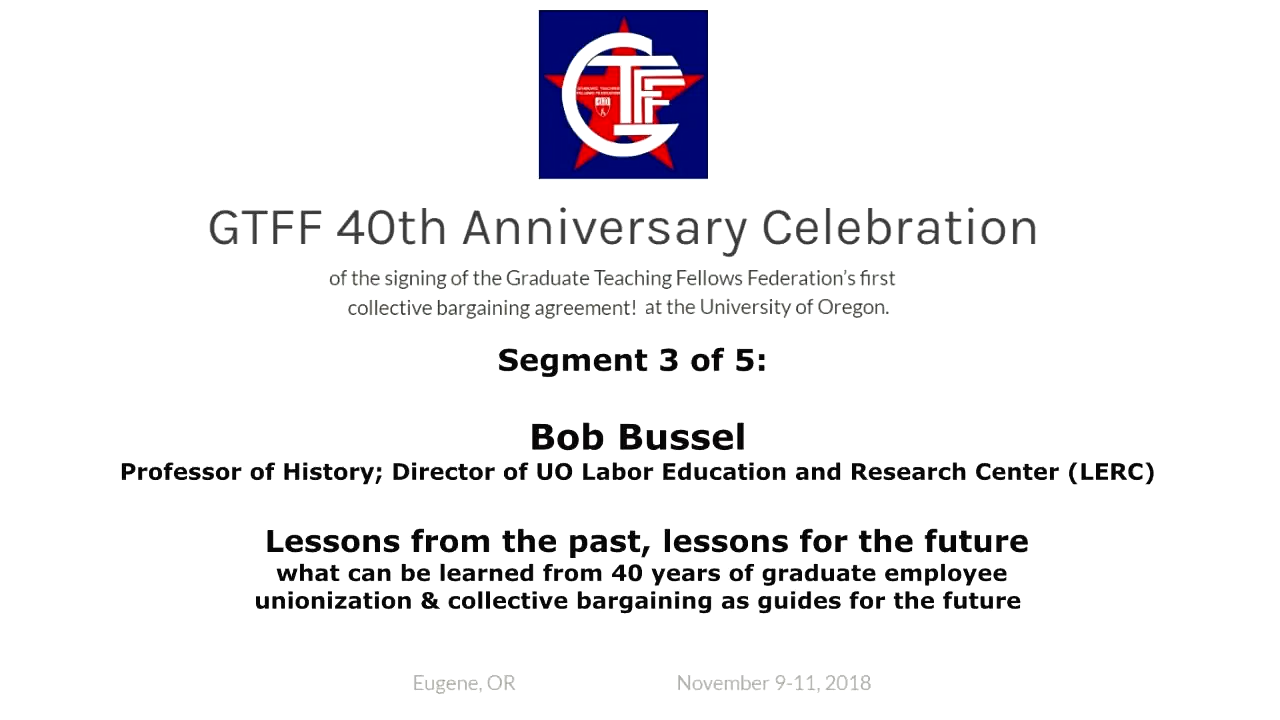 GTFF
GTFF 40th Anniversary Celebration
of the signing of the Graduate Teaching Fellows Federation's first
collective bargaining agreement! at the University of Oregon.
Segment 3 of 5:
Bob Bussel
Professor of History; Director of UO Labor Education and Research Center (LERC)
Lessons from the past, lessons for the future
what can be learned from 40 years of graduate employee
unionization & collective bargaining as guides for the future
Eugene, OR November 9-11, 2018